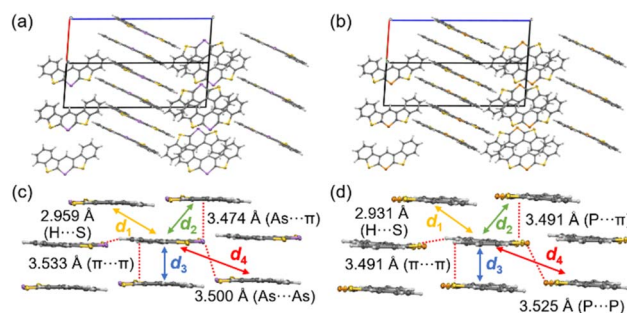 (a)
(b)
(c)
2.959 Å
(H···S)
d1
d2
3.474 Å (As···π)
d4
3.533 Å (π···π)
d3
3.500 Å (As···As)
(d)
2.931 Å
(H···S)
d1
d2
3.491 Å (P···π)
d4
3.491 Å
(π···π)
d3
3.525 Å (P···P)